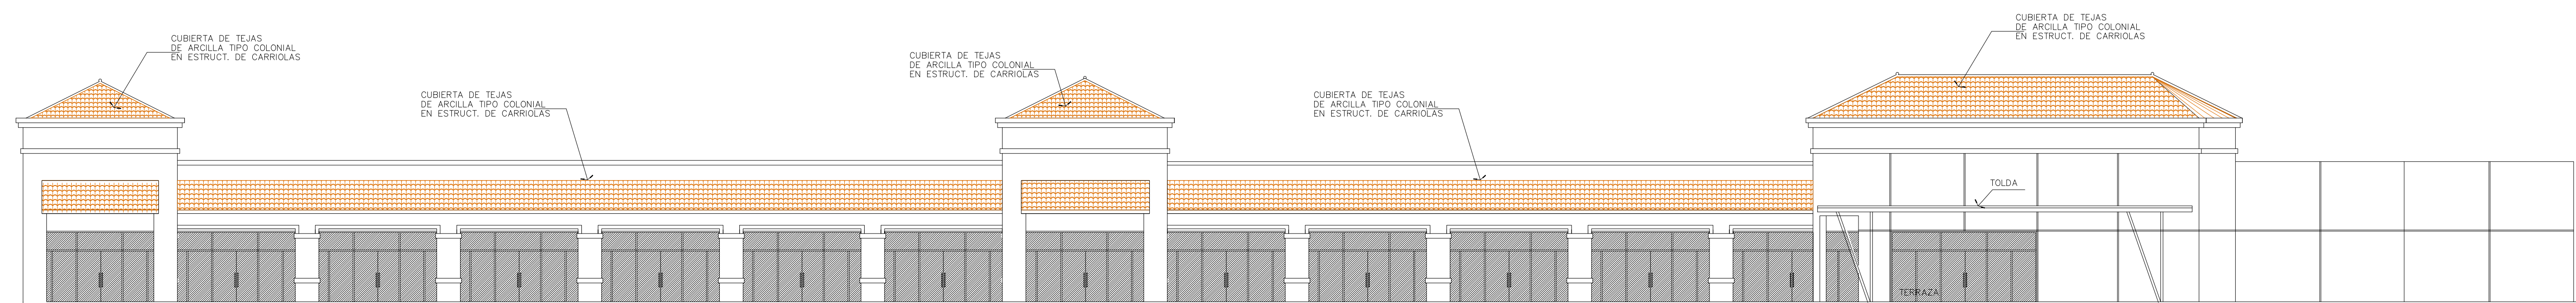 CUBIERTA DE TEJAS
DE ARCILLA TIPO COLONIAL
EN ESTRUCT. DE CARRIOLAS
CUBIERTA DE TEJAS
DE ARCILLA TIPO COLONIAL
EN ESTRUCT. DE CARRIOLAS
CUBIERTA DE TEJAS
DE ARCILLA TIPO COLONIAL
EN ESTRUCT. DE CARRIOLAS
CUBIERTA DE TEJAS
DE ARCILLA TIPO COLONIAL
EN ESTRUCT. DE CARRIOLAS
CUBIERTA DE TEJAS
DE ARCILLA TIPO COLONIAL
EN ESTRUCT. DE CARRIOLAS
TOLDA
TERRAZA